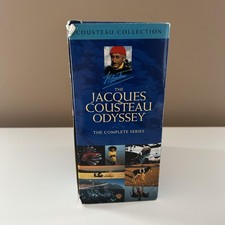 COUSTEAU COLLECTION
THE
JACQUES
COUSTEAU
ODYSSEY
THE COMPLETE SERIES